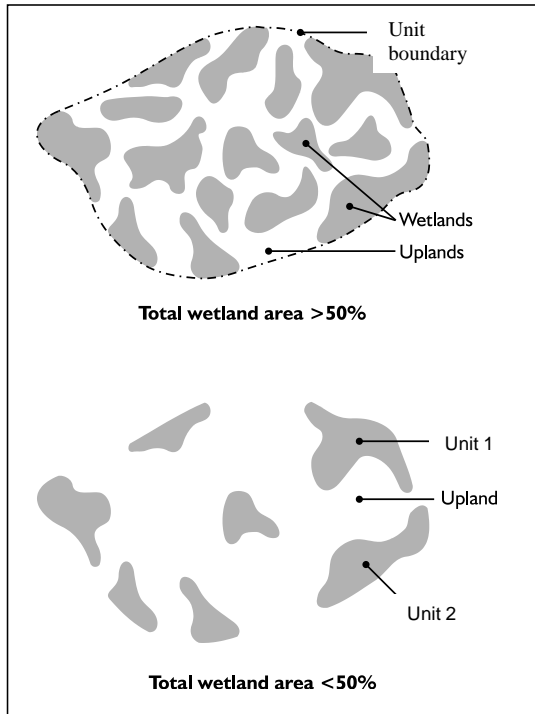 Unit
boundary
Wetlands
Uplands
Total wetland area >50%
Unit 1
Upland
Unit 2
Total wetland area <50%